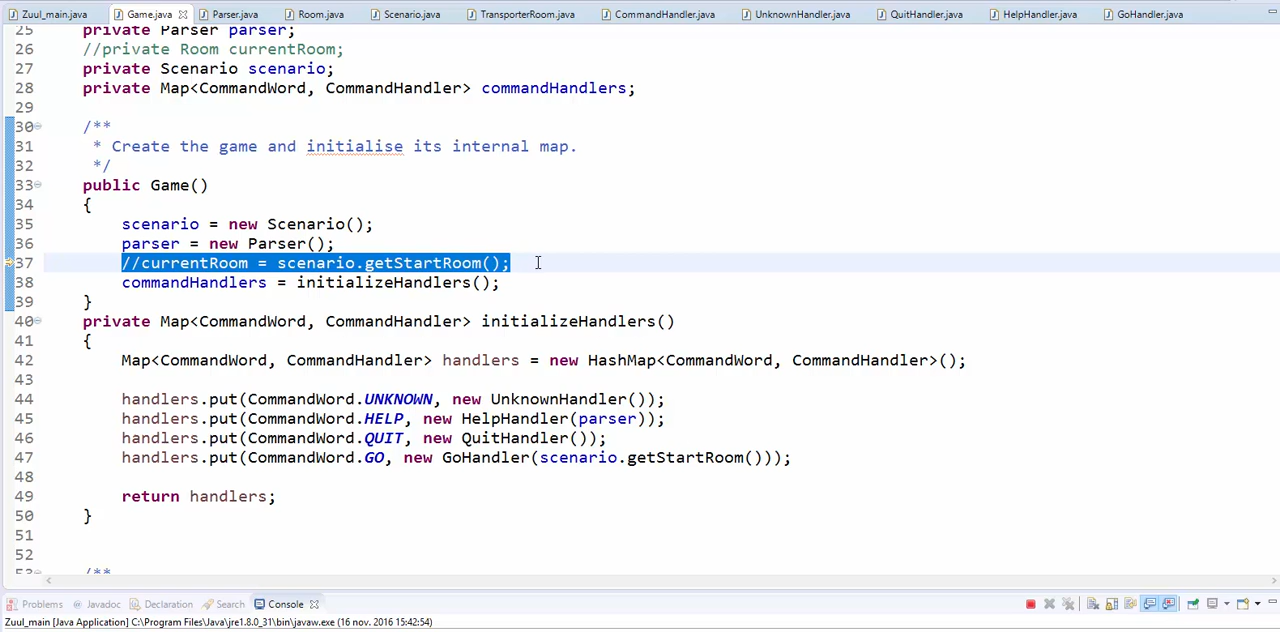 Zuul_main.java Game.java Parser.java Room.java Scenario.java TransporterRoom.java CommandHandler.java UnknownHandler.java QuitHandler.java HelpHandler.java GoHandler.java
25 private Parser parser;
26 //private Room currentRoom;
27 private Scenario scenario;
28 private Map<CommandWord, CommandHandler> commandHandlers;
29
30 /**
31 * Create the game and initialise its internal map.
32 */
33 public Game()
34 {
35 scenario = new Scenario();
36 parser = new Parser();
37 //currentRoom = scenario.getStartRoom();
38 commandHandlers = initializeHandlers();
39 }
40 private Map<CommandWord, CommandHandler> initializeHandlers()
41 {
42 Map<CommandWord, CommandHandler> handlers = new HashMap<CommandWord, CommandHandler>();
43
44 handlers.put(CommandWord.UNKNOWN, new UnknownHandler());
45 handlers.put(CommandWord.HELP, new HelpHandler(parser));
46 handlers.put(CommandWord.QUIT, new QuitHandler());
47 handlers.put(CommandWord.GO, new GoHandler(scenario.getStartRoom()));
48
49 return handlers;
50 }
51
52
53 /**
Problems Javadoc Declaration Search Console
Zuul_main [Java Application] C:\Program Files\Java\jre1.8.0_31\bin\javaw.exe (16 nov. 2016 15:42:54)